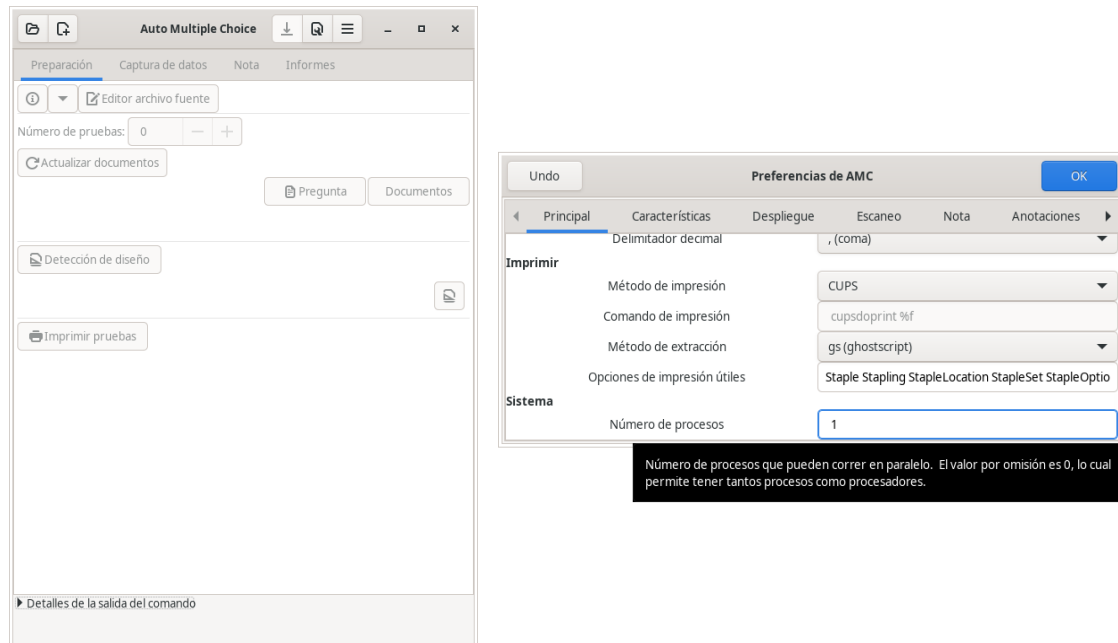 Auto Multiple Choice
Preparación Captura de datos Nota Informes
Editor archivo fuente
Número de pruebas: 0
Actualizar documentos
Pregunta Documentos
Detección de diseño
Imprimir pruebas
Detalles de la salida del comando
Undo Preferencias de AMC OK
Principal Características Despliegue Escaneo Nota Anotaciones
Delimitador decimal , (coma)
Imprimir
Método de impresión CUPS
Comando de impresión cupsdoprint %f
Método de extracción gs (ghostscript)
Opciones de impresión útiles Staple Stapling StapleLocation StapleSet StapleOptio
Sistema
Número de procesos 1
Número de procesos que pueden correr en paralelo. El valor por omisión es 0, lo cual
permite tener tantos procesos como procesadores.